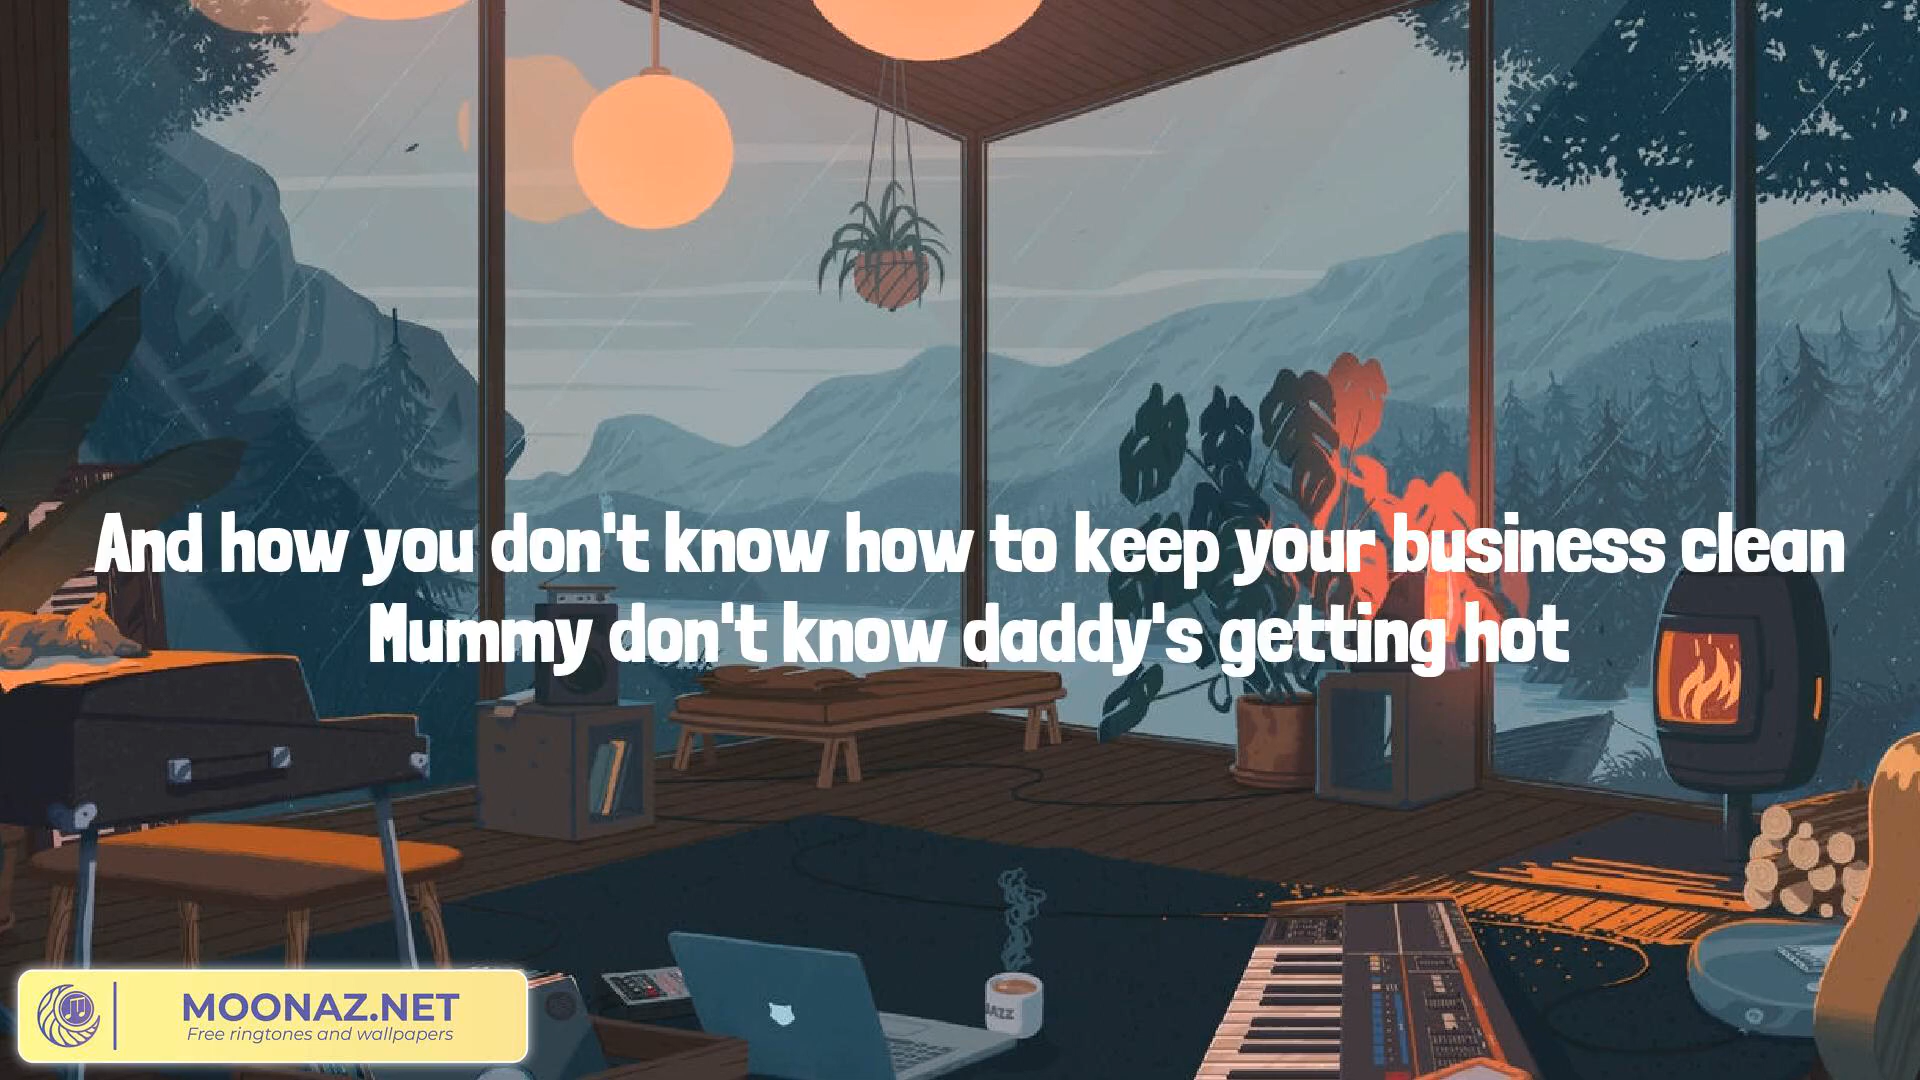 And how you don't know how to keep your business clean
Mummy don't know daddy's getting hot
JAZZ
MOONAZ.NET
Free ringtones and wallpapers